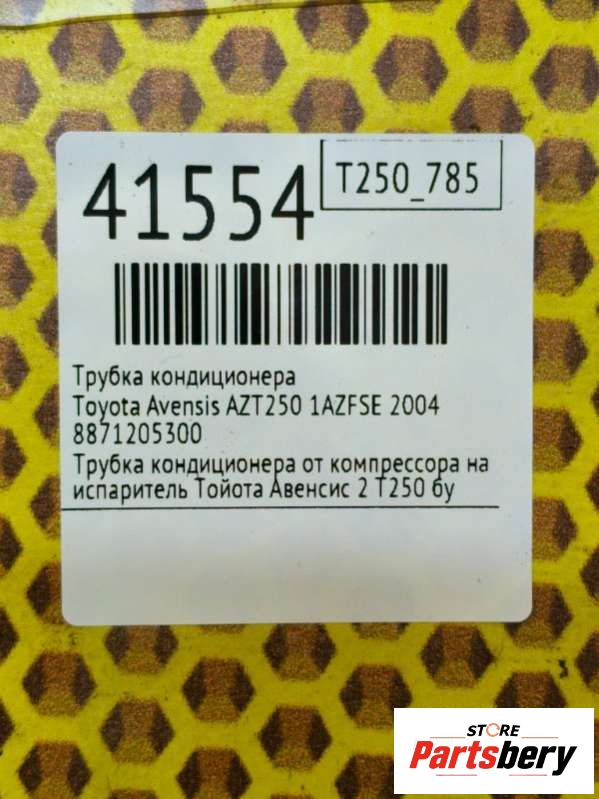 41554
T250_785
Трубка кондиционера
Toyota Avensis AZT250 1AZFSE 2004
8871205300
Трубка кондиционера от компрессора на
испаритель Тойота Авенсис 2 Т250 бу
STORE
Partsbery